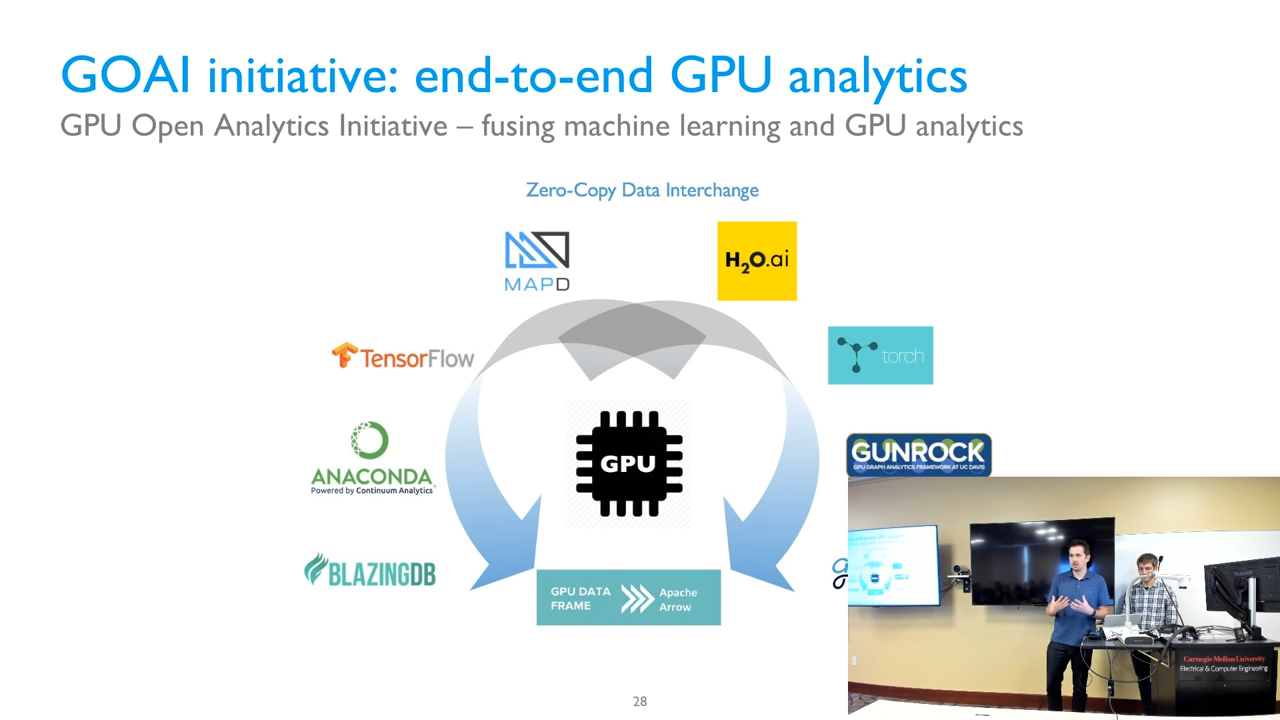 GOAI initiative: end-to-end GPU analytics
GPU Open Analytics Initiative – fusing machine learning and GPU analytics
Zero-Copy Data Interchange
MAPD
H2O.ai
TensorFlow
torch
ANACONDA
Powered by Continuum Analytics
GUNROCK
GPU GRAPH ANALYTICS FRAMEWORK AT UC DAVIS
GPU
BLAZINGDB
GPU DATA
FRAME
Apache
Arrow
Carnegie Mellon University
Electrical & Computer Engineering
28